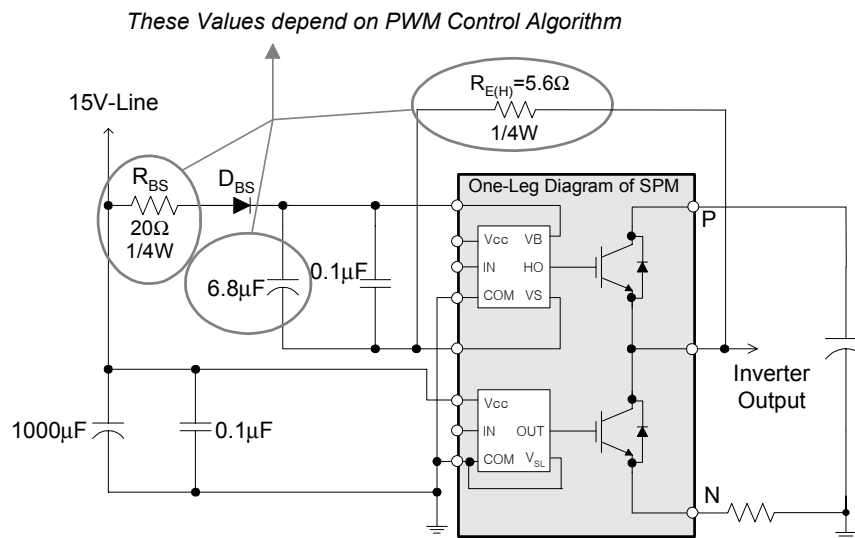 These Values depend on PWM Control Algorithm
R_E(H)=5.6Ω
1/4W
15V-Line
R_BS
20Ω
1/4W
D_BS
6.8μF
0.1μF
One-Leg Diagram of SPM
Vcc
VB
IN
HO
COM
VS
P
Inverter
Output
1000μF
0.1μF
Vcc
IN
OUT
COM
V_SL
N